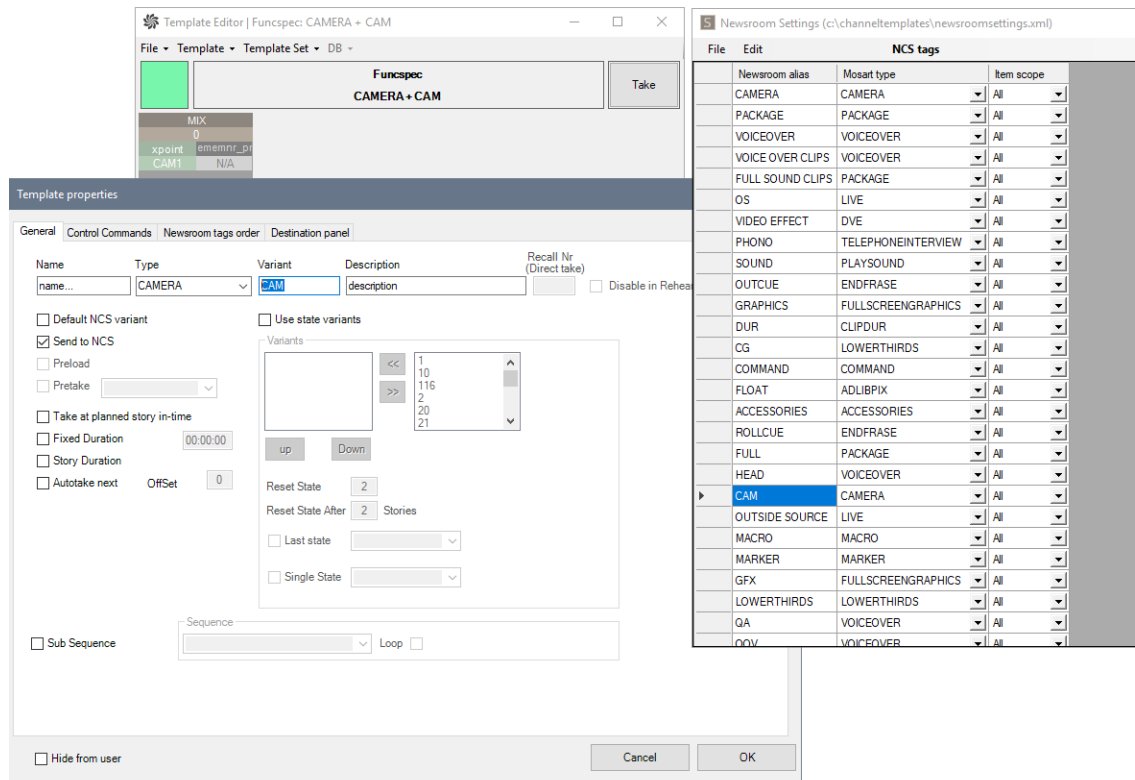 Template Editor | Funcspec: CAMERA + CAM
File Template Template Set DB
Funcspec
CAMERA + CAM
Take
MIX
0
xpoint ememnr_pr
CAM1 N/A
Template properties
General Control Commands Newsroom tags order Destination panel
Name Type Variant Description Recall Nr
(Direct take)
name... CAMERA CAM description Disable in Rehear
Default NCS variant Use state variants
Send to NCS Variants
Preload << 1
10
Pretake >> 116
2
Take at planned story in-time 20
Fixed Duration 00:00:00 21
Story Duration up Down
Autotake next OffSet 0
Reset State 2
Reset State After 2 Stories
Last state
Single State
Sequence
Sub Sequence Loop
Hide from user Cancel OK
S Newsroom Settings (c:\channeltemplates\newsroomsettings.xml)
File Edit NCS tags
Newsroom alias Mosart type Item scope
CAMERA CAMERA All
PACKAGE PACKAGE All
VOICEOVER VOICEOVER All
VOICE OVER CLIPS VOICEOVER All
FULL SOUND CLIPS PACKAGE All
OS LIVE All
VIDEO EFFECT DVE All
PHONO TELEPHONEINTERVIEW All
SOUND PLAYSOUND All
OUTCUE ENDFRASE All
GRAPHICS FULLSCREENGRAPHICS All
DUR CLIPDUR All
CG LOWERTHIRDS All
COMMAND COMMAND All
FLOAT ADLIBPIX All
ACCESSORIES ACCESSORIES All
ROLLCUE ENDFRASE All
FULL PACKAGE All
HEAD VOICEOVER All
CAM CAMERA All
OUTSIDE SOURCE LIVE All
MACRO MACRO All
MARKER MARKER All
GFX FULLSCREENGRAPHICS All
LOWERTHIRDS LOWERTHIRDS All
QA VOICEOVER All
OOV VOICEOVER All